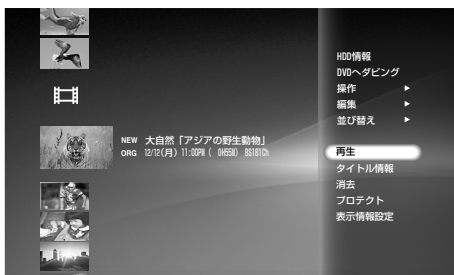 HDD情報
DVDへダビング
操作 ▶
編集 ▶
並び替え ▶
NEW 大自然「アジアの野生動物」
ORG 12/12(月) 11:00PM ( 0H55M) BS181Ch
再生
タイトル情報
消去
プロテクト
表示情報設定